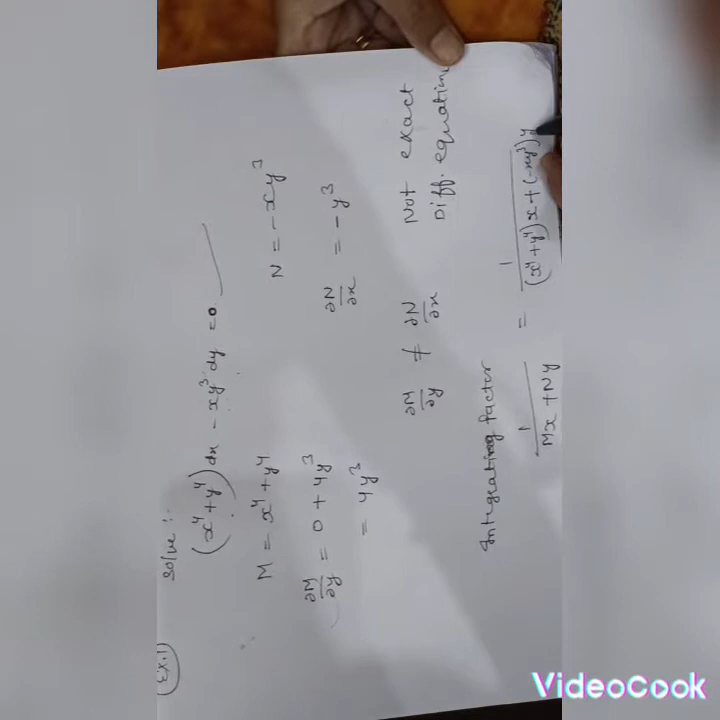 Ex.1
Solve :-
(x⁴+y⁴) dx - xy³ dy = 0.
M = x⁴+y⁴ N = -xy³
∂M/∂y = 0 + 4y³ ∂N/∂x = -y³
= 4y³
∂M/∂y ≠ ∂N/∂x Not exact
Diff. equation
Integrating factor
1/(Mx + Ny) = 1/((x⁴+y⁴)x + (-xy³)y)
VideoCook